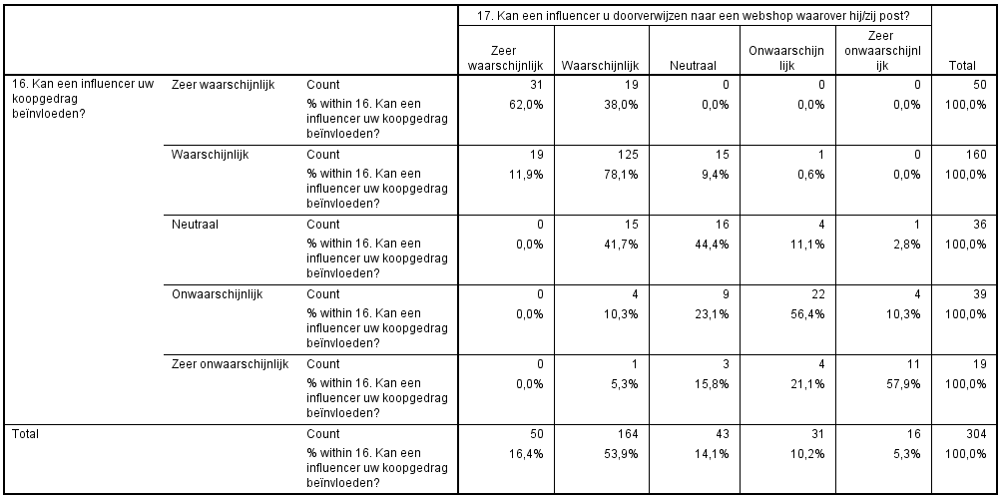 17. Kan een influencer u doorverwijzen naar een webshop waarover hij/zij post?
Zeer waarschijnlijk Waarschijnlijk Neutraal Onwaarschijn lijk Zeer onwaarschijnl ijk Total
16. Kan een influencer uw koopgedrag beïnvloeden? Zeer waarschijnlijk Count 31 19 0 0 0 50
% within 16. Kan een influencer uw koopgedrag beïnvloeden? 62,0% 38,0% 0,0% 0,0% 0,0% 100,0%
Waarschijnlijk Count 19 125 15 1 0 160
% within 16. Kan een influencer uw koopgedrag beïnvloeden? 11,9% 78,1% 9,4% 0,6% 0,0% 100,0%
Neutraal Count 0 15 16 4 1 36
% within 16. Kan een influencer uw koopgedrag beïnvloeden? 0,0% 41,7% 44,4% 11,1% 2,8% 100,0%
Onwaarschijnlijk Count 0 4 9 22 4 39
% within 16. Kan een influencer uw koopgedrag beïnvloeden? 0,0% 10,3% 23,1% 56,4% 10,3% 100,0%
Zeer onwaarschijnlijk Count 0 1 3 4 11 19
% within 16. Kan een influencer uw koopgedrag beïnvloeden? 0,0% 5,3% 15,8% 21,1% 57,9% 100,0%
Total Count 50 164 43 31 16 304
% within 16. Kan een influencer uw koopgedrag beïnvloeden? 16,4% 53,9% 14,1% 10,2% 5,3% 100,0%